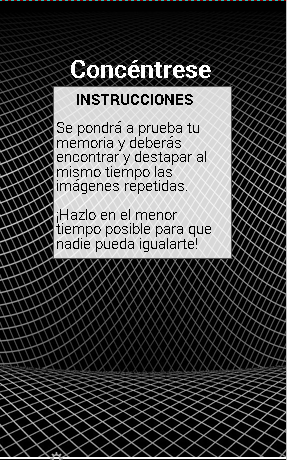 Concéntrese
INSTRUCCIONES
Se pondrá a prueba tu
memoria y deberás
encontrar y destapar al
mismo tiempo las
imágenes repetidas.
¡Hazlo en el menor
tiempo posible para que
nadie pueda igualarte!